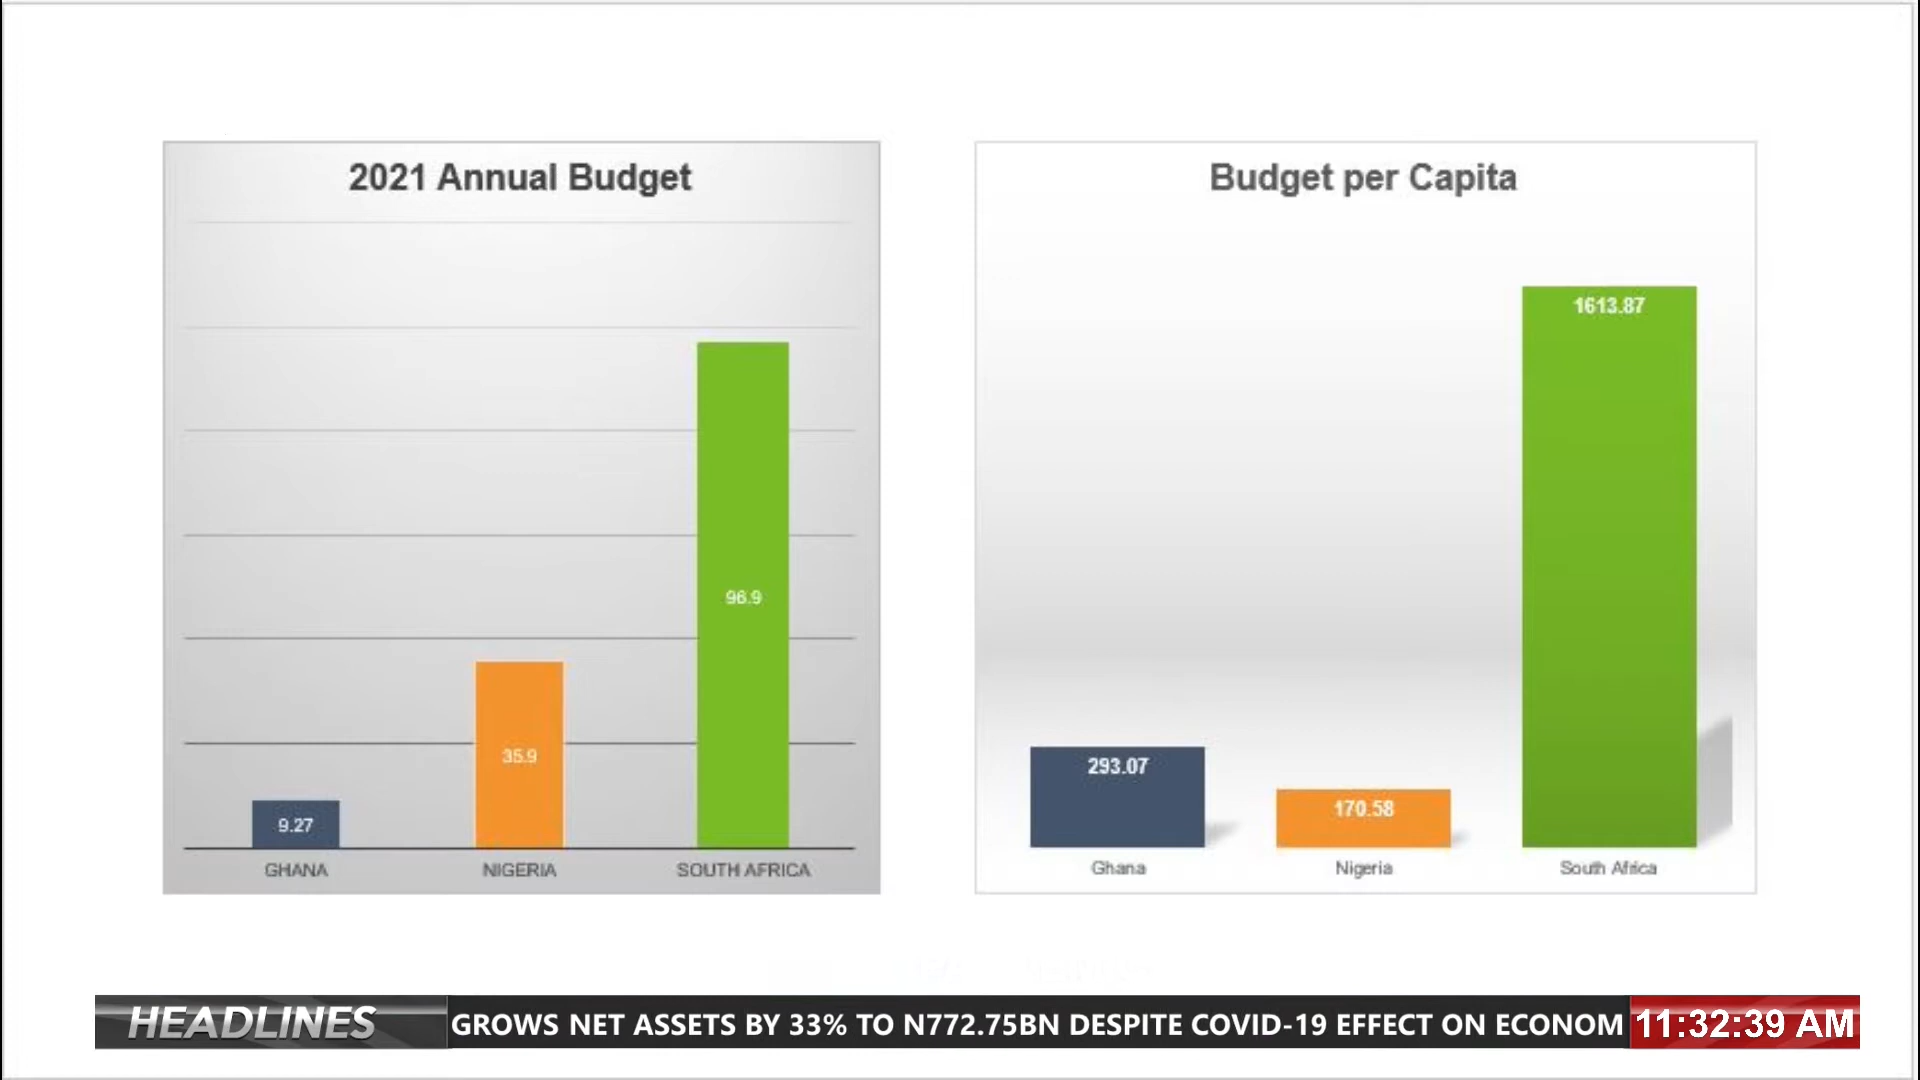 2021 Annual Budget
96.9
35.9
9.27
GHANA NIGERIA SOUTH AFRICA
Budget per Capita
1613.87
293.07
170.58
Ghana Nigeria South Africa
HEADLINES GROWS NET ASSETS BY 33% TO N772.75BN DESPITE COVID-19 EFFECT ON ECONOM 11:32:39 AM